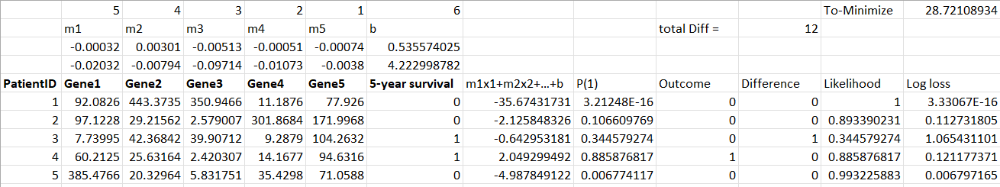 5 4 3 2 1 6 To-Minimize 28.72108934
m1 m2 m3 m4 m5 b total Diff = 12
-0.00032 0.00301 -0.00513 -0.00051 -0.00074 0.535574025
-0.02032 -0.00794 -0.09714 -0.01073 -0.0038 4.222998782
PatientID Gene1 Gene2 Gene3 Gene4 Gene5 5-year survival m1x1+m2x2+...+b P(1) Outcome Difference Likelihood Log loss
1 92.0826 443.3735 350.9466 11.1876 77.926 0 -35.67431731 3.21248E-16 0 0 1 3.33067E-16
2 97.1228 29.21562 2.579007 301.8684 171.9968 0 -2.125848326 0.106609769 0 0 0.893390231 0.112731805
3 7.73995 42.36842 39.90712 9.2879 104.2632 1 -0.642953181 0.344579274 0 1 0.344579274 1.065431101
4 60.2125 25.63164 2.420307 14.1677 94.6316 1 2.049299492 0.885876817 1 0 0.885876817 0.121177371
5 385.4766 20.32964 5.831751 35.4298 71.0588 0 -4.987849122 0.006774117 0 0 0.993225883 0.006797165